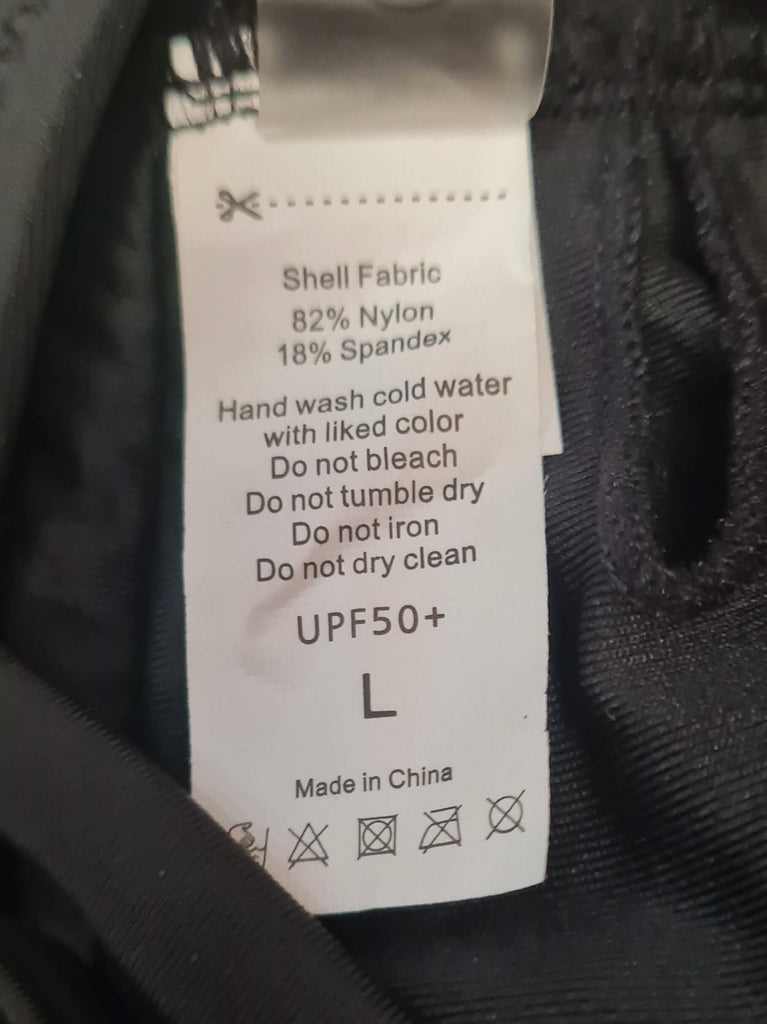 Shell Fabric
82% Nylon
18% Spandex
Hand wash cold water
with liked color
Do not bleach
Do not tumble dry
Do not iron
Do not dry clean
UPF50+
L
Made in China